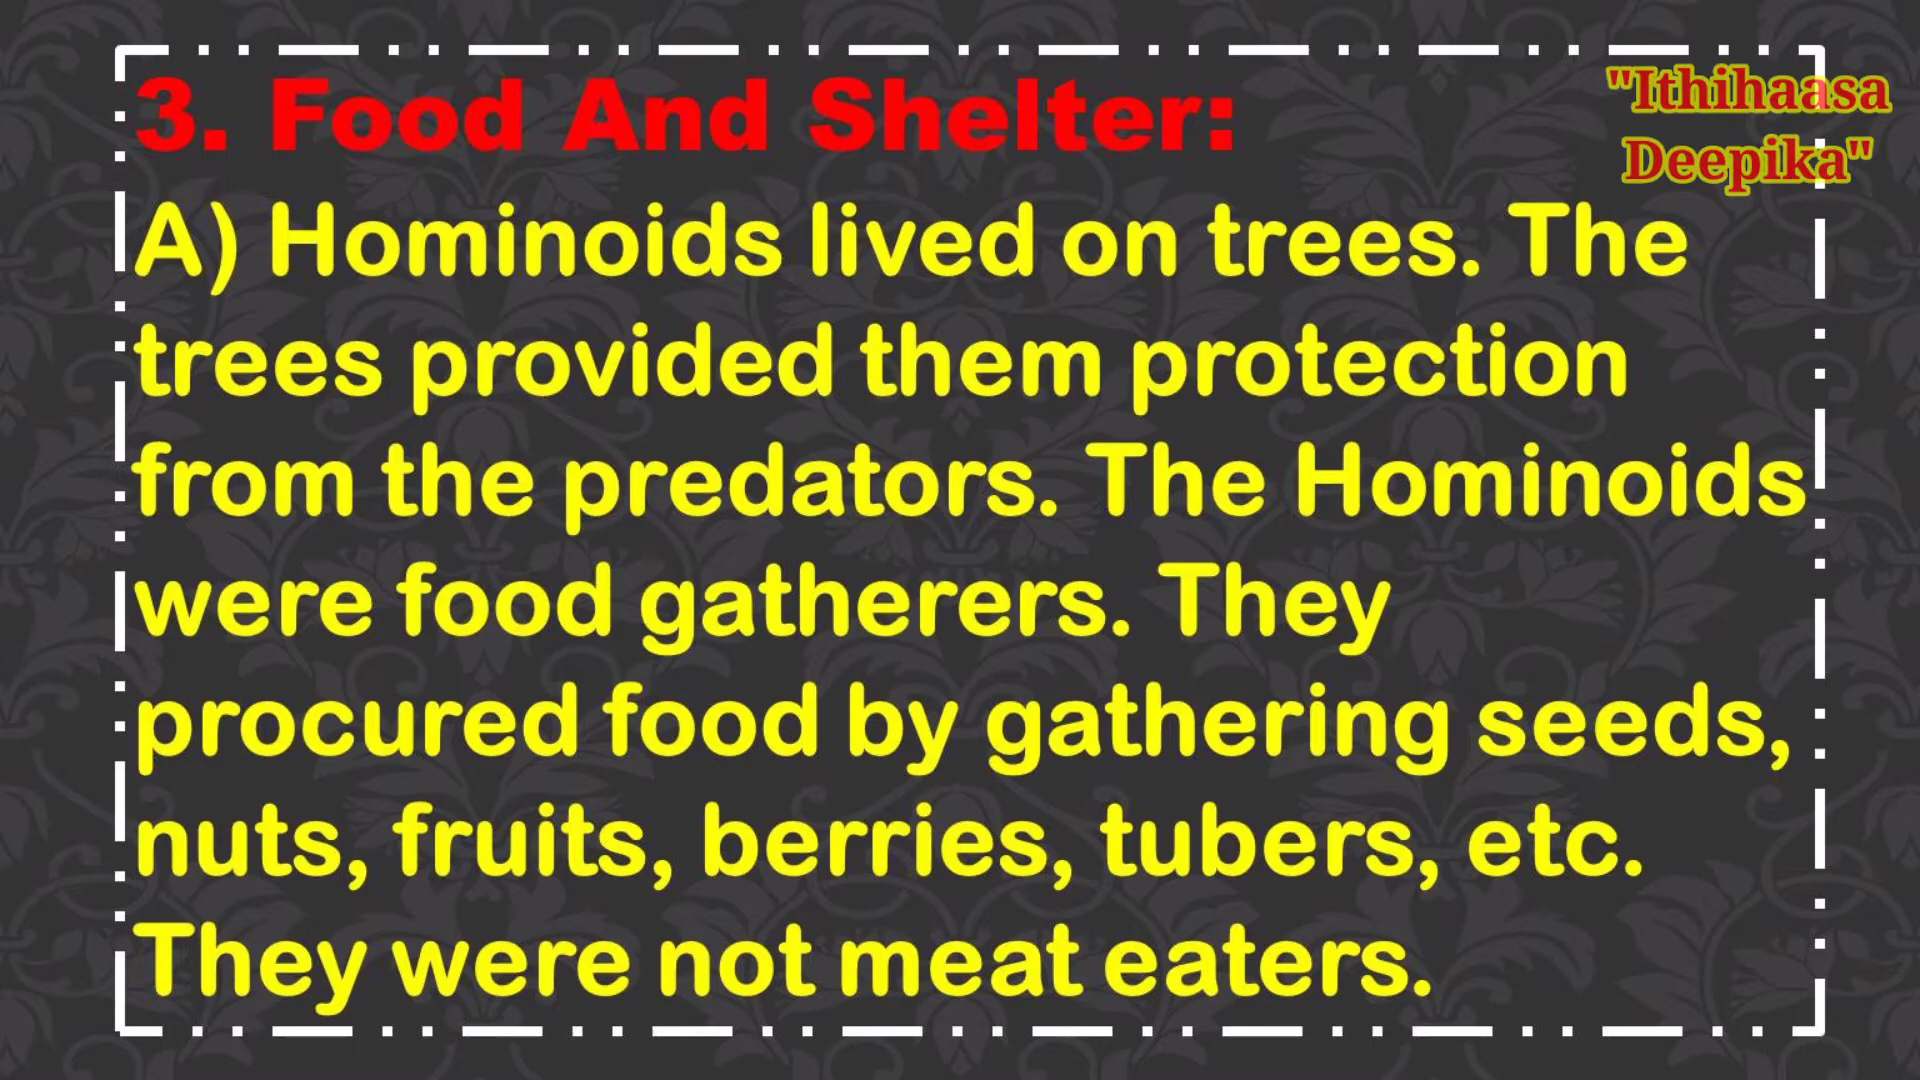 3. Food And Shelter:
"Ithihaasa
Deepika"
A) Hominoids lived on trees. The
trees provided them protection
from the predators. The Hominoids
were food gatherers. They
procured food by gathering seeds,
nuts, fruits, berries, tubers, etc.
They were not meat eaters.